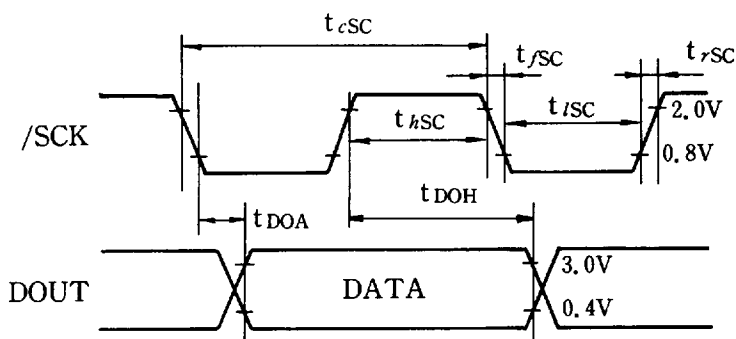 tcSC
tfSC
trSC
/SCK
thSC
tlSC
2.0V
0.8V
tDOA
tDOH
DOUT
DATA
3.0V
0.4V